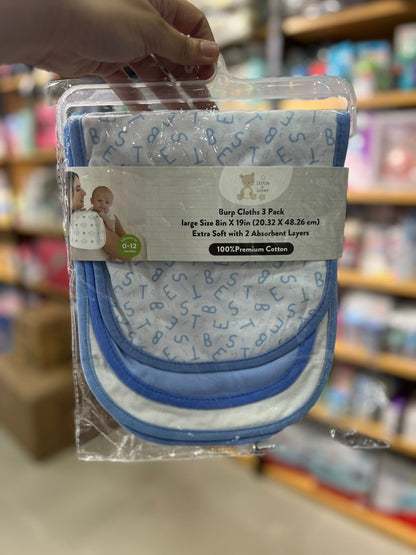 little
Burp Cloths 3 Pack
large Size 8in X 19in (20.32 X 48.26 cm)
Extra Soft with 2 Absorbent Layers
100%Premium Cotton
0-12